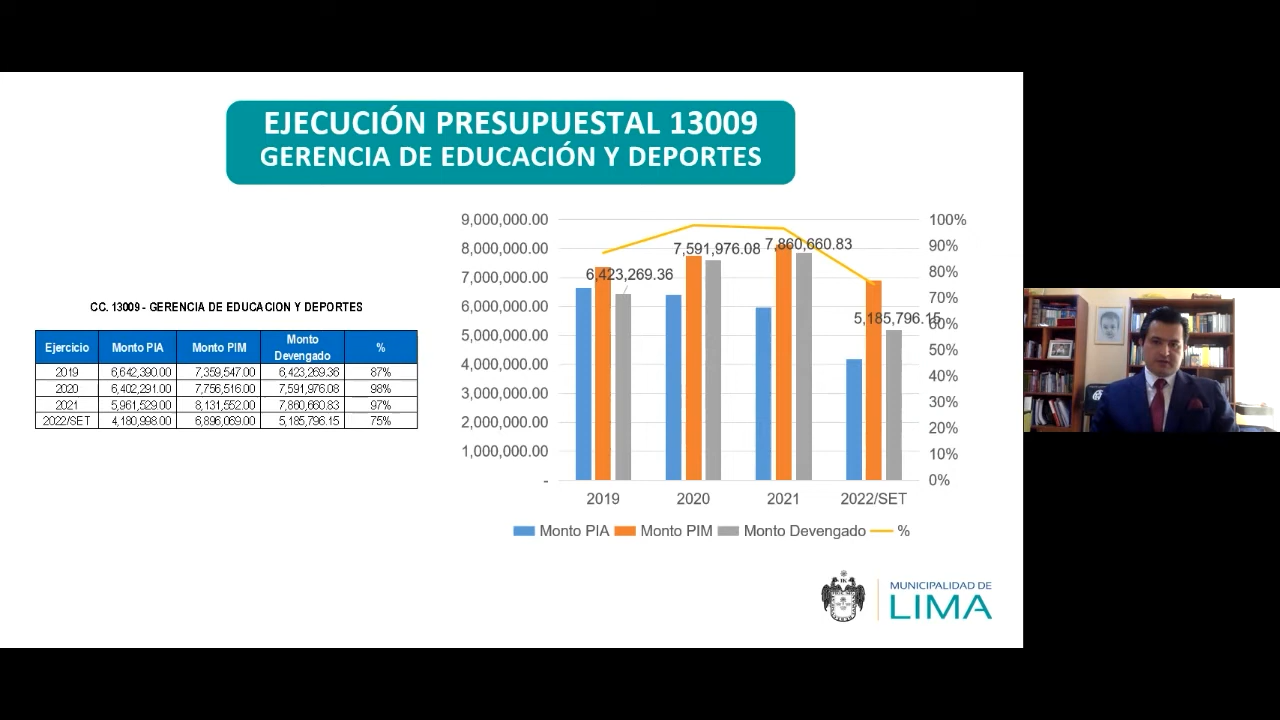 EJECUCIÓN PRESUPUESTAL 13009
GERENCIA DE EDUCACIÓN Y DEPORTES
CC. 13009 - GERENCIA DE EDUCACION Y DEPORTES
Ejercicio Monto PIA Monto PIM Monto Devengado %
2019 6,642,390.00 7,359,547.00 6,423,269.36 87%
2020 6,402,291.00 7,756,516.00 7,591,976.08 98%
2021 5,961,529.00 8,131,552.00 7,860,660.83 97%
2022/SET 4,180,998.00 6,896,069.00 5,185,796.15 75%
9,000,000.00 100%
8,000,000.00 90%
7,000,000.00 80%
6,000,000.00 70%
5,000,000.00 60%
4,000,000.00 50%
3,000,000.00 40%
2,000,000.00 30%
1,000,000.00 20%
- 10%
0%
6,423,269.36
7,591,976.08
7,860,660.83
5,185,796.15
2019 2020 2021 2022/SET
Monto PIA Monto PIM Monto Devengado %
MUNICIPALIDAD DE
LIMA